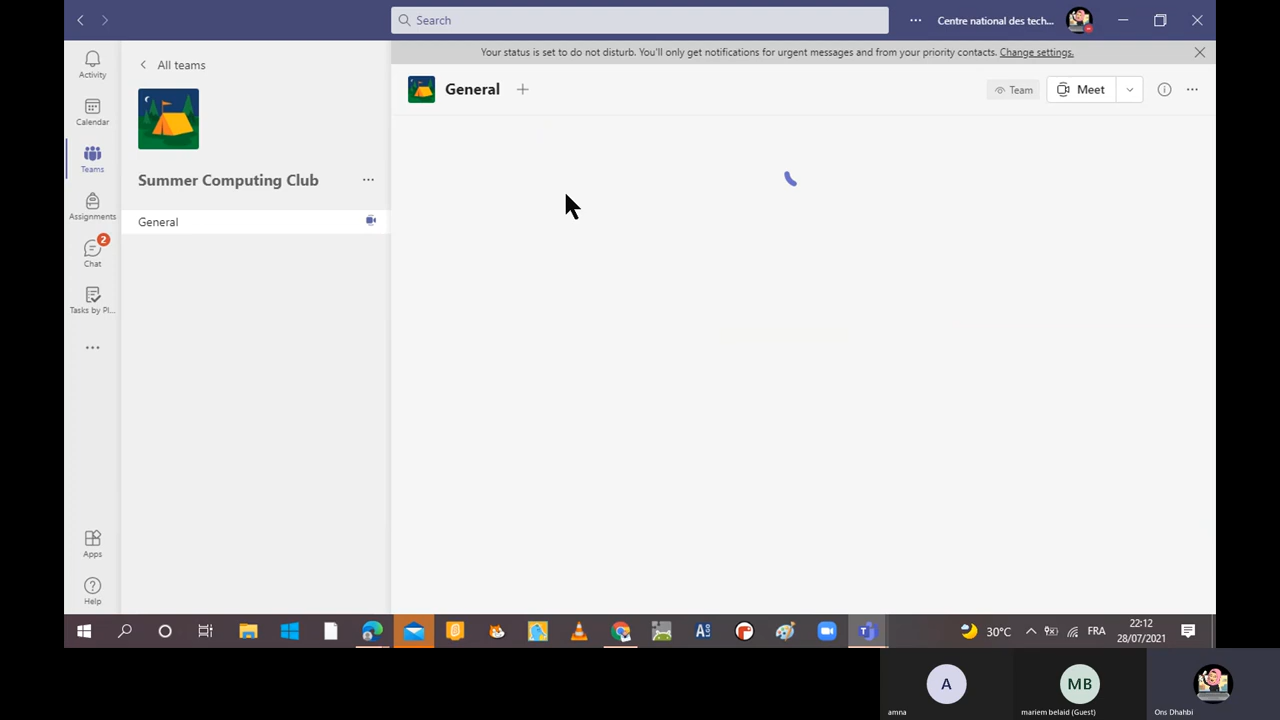 Search
Centre national des tech...
Your status is set to do not disturb. You'll only get notifications for urgent messages and from your priority contacts. Change settings.
Activity
Calendar
Teams
Assignments
Chat
2
Tasks by Pl...
Apps
Help
All teams
Summer Computing Club
General
General
Team
Meet
30°C
FRA
22:12
28/07/2021
A
amna
MB
mariem belaid (Guest)
Ons Dhahbi